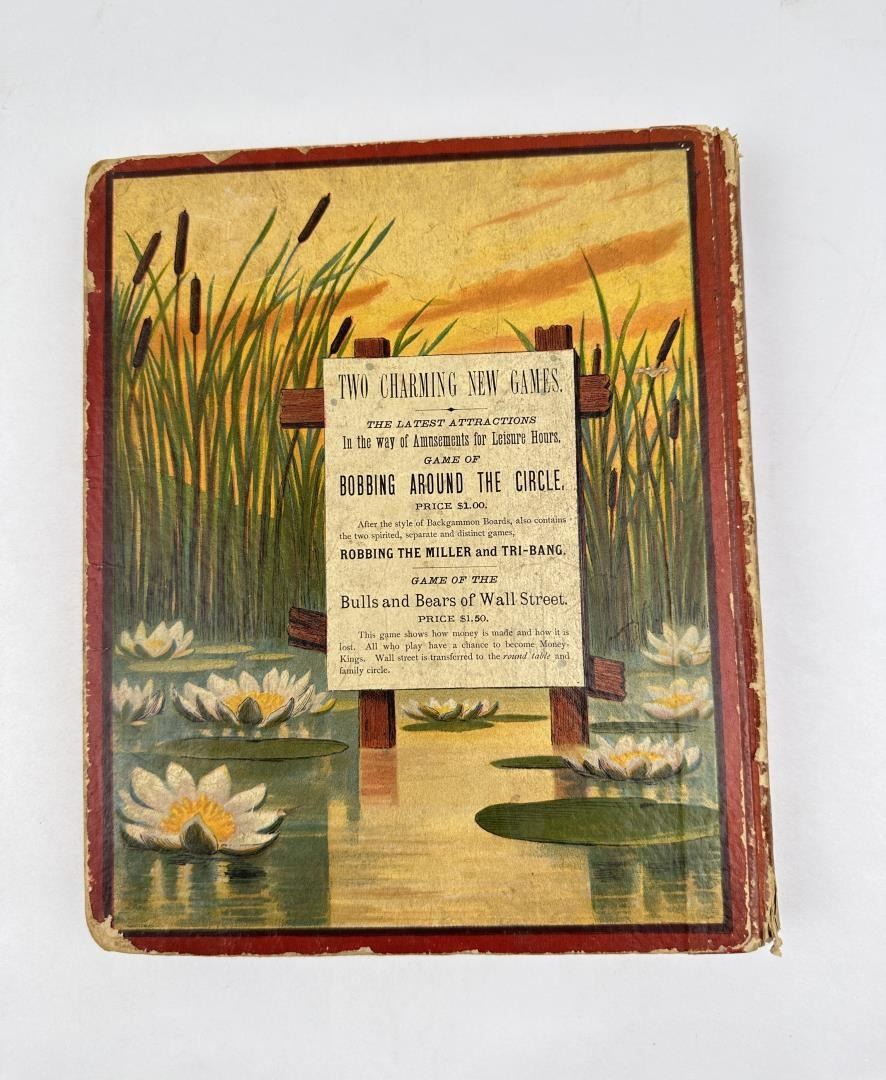 TWO CHARMING NEW GAMES.
THE LATEST ATTRACTIONS
In the way of Amusements for Leisure Hours.
GAME OF
BOBBING AROUND THE CIRCLE.
PRICE $1.00.
After the style of Backgammon Boards, also contains
the two spirited, separate and distinct games,
ROBBING THE MILLER and TRI-BANG.
GAME OF THE
Bulls and Bears of Wall Street.
PRICE $1.50.
This game shows how money is made and how it is
lost. All who play have a chance to become Money-
Kings. Wall street is transferred to the round table and
family circle.